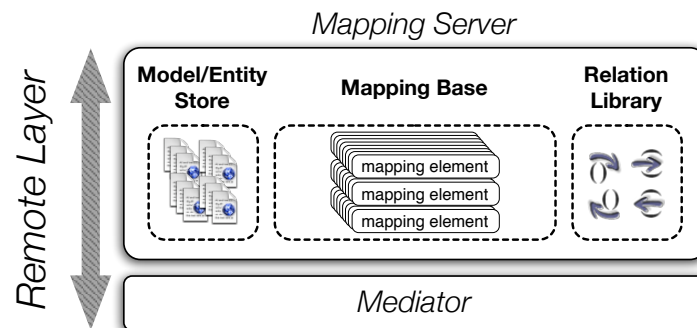 Mapping Server
Remote Layer
Model/Entity
Store
Mapping Base
Relation
Library
mapping element
mapping element
mapping element
Mediator